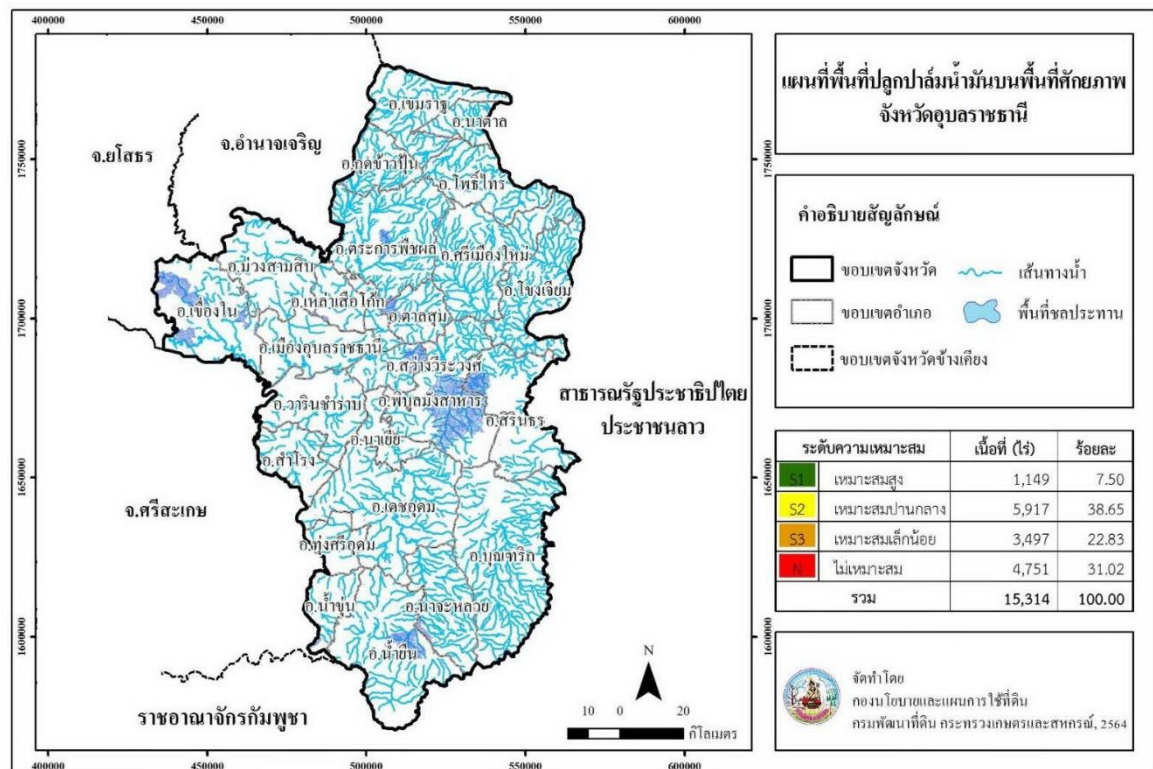 400000 450000 500000 550000 600000
แผนที่พื้นที่ปลูกปาล์มน้ำมันบนพื้นที่ศักยภาพ
จังหวัดอุบลราชธานี
1750000
1700000
1650000
1600000
1750000
1700000
1650000
1600000
จ.ยโสธร
จ.อำนาจเจริญ
อ.เขมราฐ
อ.นาตาล
อ.กุดข้าวปุ้น
อ.โพธิ์ไทร
อ.ตระการพืชผล
อ.ศรีเมืองใหม่
อ.ม่วงสามสิบ
อ.โขงเจียม
อ.เขื่องใน
อ.เหล่าเสือโก้ก
อ.ตาลสุม
อ.เมืองอุบลราชธานี
อ.สว่างวีระวงศ์
อ.วารินชำราบ
อ.พิบูลมังสาหาร
อ.สิรินธร
อ.นาเยีย
อ.สำโรง
สาธารณรัฐประชาธิปไตย
ประชาชนลาว
จ.ศรีสะเกษ
อ.เดชอุดม
อ.ทุ่งศรีอุดม
อ.บุณฑริก
อ.น้ำขุ่น
อ.นาจะหลวย
อ.น้ำยืน
ราชอาณาจักรกัมพูชา
N
10 0 20
กิโลเมตร
คำอธิบายสัญลักษณ์
ขอบเขตจังหวัด เส้นทางน้ำ
ขอบเขตอำเภอ พื้นที่ชลประทาน
ขอบเขตจังหวัดข้างเคียง
ระดับความเหมาะสม เนื้อที่ (ไร่) ร้อยละ
S1 เหมาะสมสูง 1,149 7.50
S2 เหมาะสมปานกลาง 5,917 38.65
S3 เหมาะสมเล็กน้อย 3,497 22.83
N ไม่เหมาะสม 4,751 31.02
รวม 15,314 100.00
จัดทำโดย
กองนโยบายและแผนการใช้ที่ดิน
กรมพัฒนาที่ดิน กระทรวงเกษตรและสหกรณ์, 2564
400000 450000 500000 550000 600000